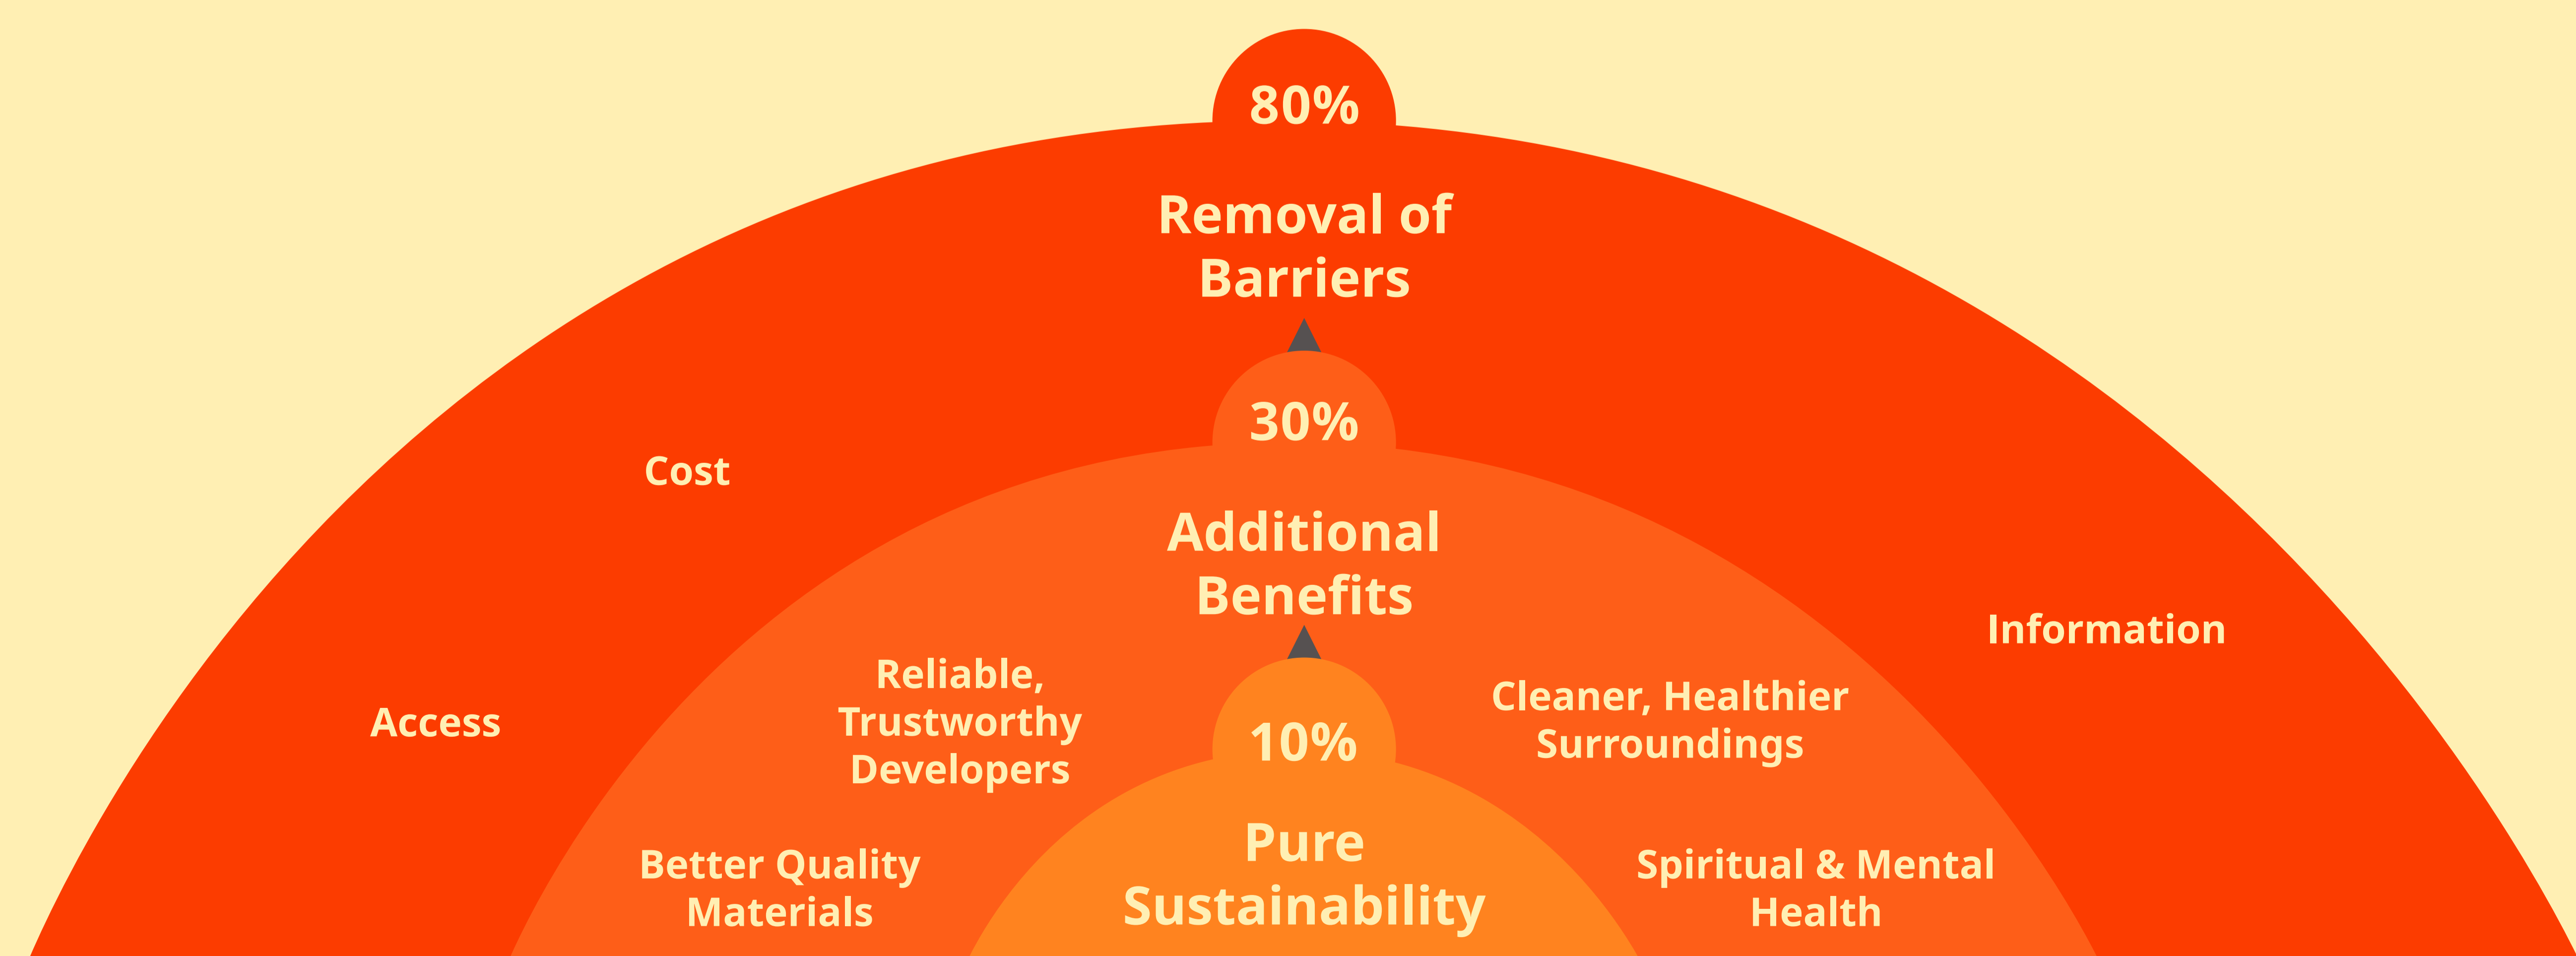 80%
Removal of
Barriers
30%
Cost
Additional
Benefits
Information
Reliable,
Trustworthy
Developers
Cleaner, Healthier
Surroundings
Access
10%
Pure
Sustainability
Better Quality
Materials
Spiritual & Mental
Health